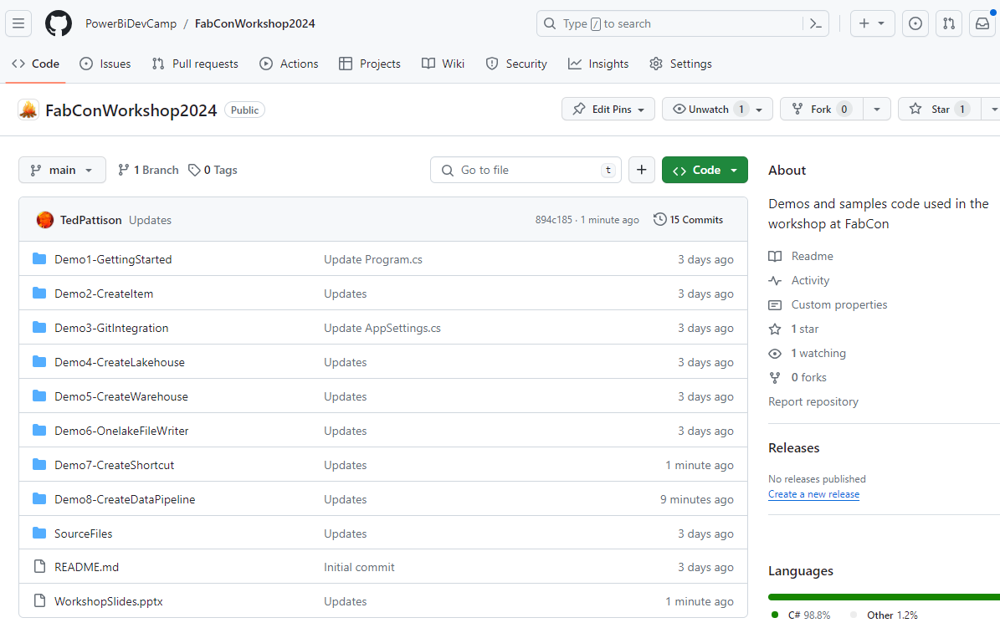 PowerBiDevCamp / FabConWorkshop2024
Type / to search
Code Issues Pull requests Actions Projects Wiki Security Insights Settings
FabConWorkshop2024 Public
Edit Pins Unwatch 1 Fork 0 Star 1
main 1 Branch 0 Tags
Go to file t
Code
TedPattison Updates 894c185 · 1 minute ago 15 Commits
Demo1-GettingStarted Update Program.cs 3 days ago
Demo2-CreateItem Updates 3 days ago
Demo3-GitIntegration Update AppSettings.cs 3 days ago
Demo4-CreateLakehouse Updates 3 days ago
Demo5-CreateWarehouse Updates 3 days ago
Demo6-OnelakeFileWriter Updates 3 days ago
Demo7-CreateShortcut Updates 1 minute ago
Demo8-CreateDataPipeline Updates 9 minutes ago
SourceFiles Updates 3 days ago
README.md Initial commit 3 days ago
WorkshopSlides.pptx Updates 1 minute ago
About
Demos and samples code used in the
workshop at FabCon
Readme
Activity
Custom properties
1 star
1 watching
0 forks
Report repository
Releases
No releases published
Create a new release
Languages
C# 98.8% Other 1.2%